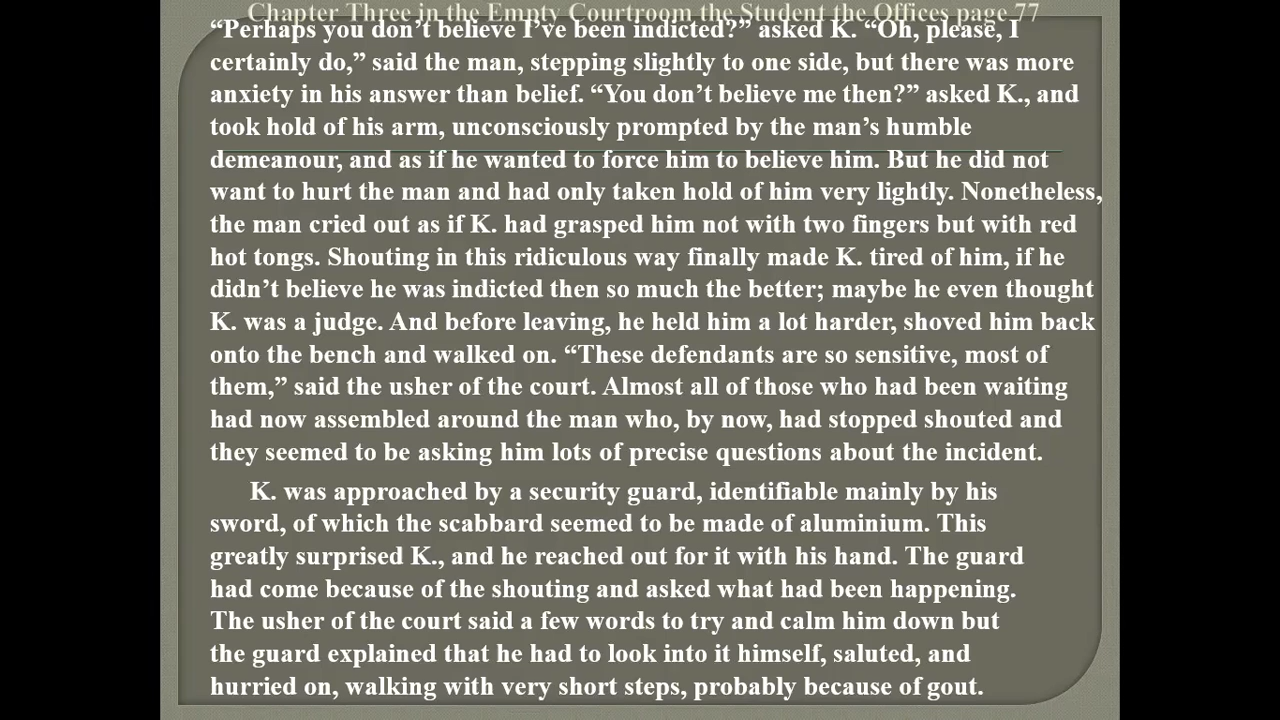 Chapter Three in the Empty Courtroom the Student the Offices page 77
“Perhaps you don’t believe I’ve been indicted?” asked K. “Oh, please, I
certainly do,” said the man, stepping slightly to one side, but there was more
anxiety in his answer than belief. “You don’t believe me then?” asked K., and
took hold of his arm, unconsciously prompted by the man’s humble
demeanour, and as if he wanted to force him to believe him. But he did not
want to hurt the man and had only taken hold of him very lightly. Nonetheless,
the man cried out as if K. had grasped him not with two fingers but with red
hot tongs. Shouting in this ridiculous way finally made K. tired of him, if he
didn’t believe he was indicted then so much the better; maybe he even thought
K. was a judge. And before leaving, he held him a lot harder, shoved him back
onto the bench and walked on. “These defendants are so sensitive, most of
them,” said the usher of the court. Almost all of those who had been waiting
had now assembled around the man who, by now, had stopped shouted and
they seemed to be asking him lots of precise questions about the incident.
K. was approached by a security guard, identifiable mainly by his
sword, of which the scabbard seemed to be made of aluminium. This
greatly surprised K., and he reached out for it with his hand. The guard
had come because of the shouting and asked what had been happening.
The usher of the court said a few words to try and calm him down but
the guard explained that he had to look into it himself, saluted, and
hurried on, walking with very short steps, probably because of gout.